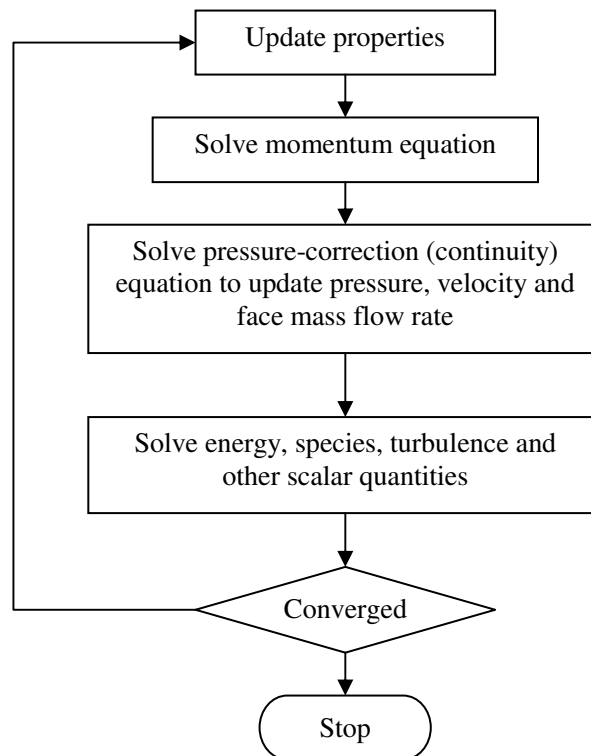 Update properties
Solve momentum equation
Solve pressure-correction (continuity)
equation to update pressure, velocity and
face mass flow rate
Solve energy, species, turbulence and
other scalar quantities
Converged
Stop